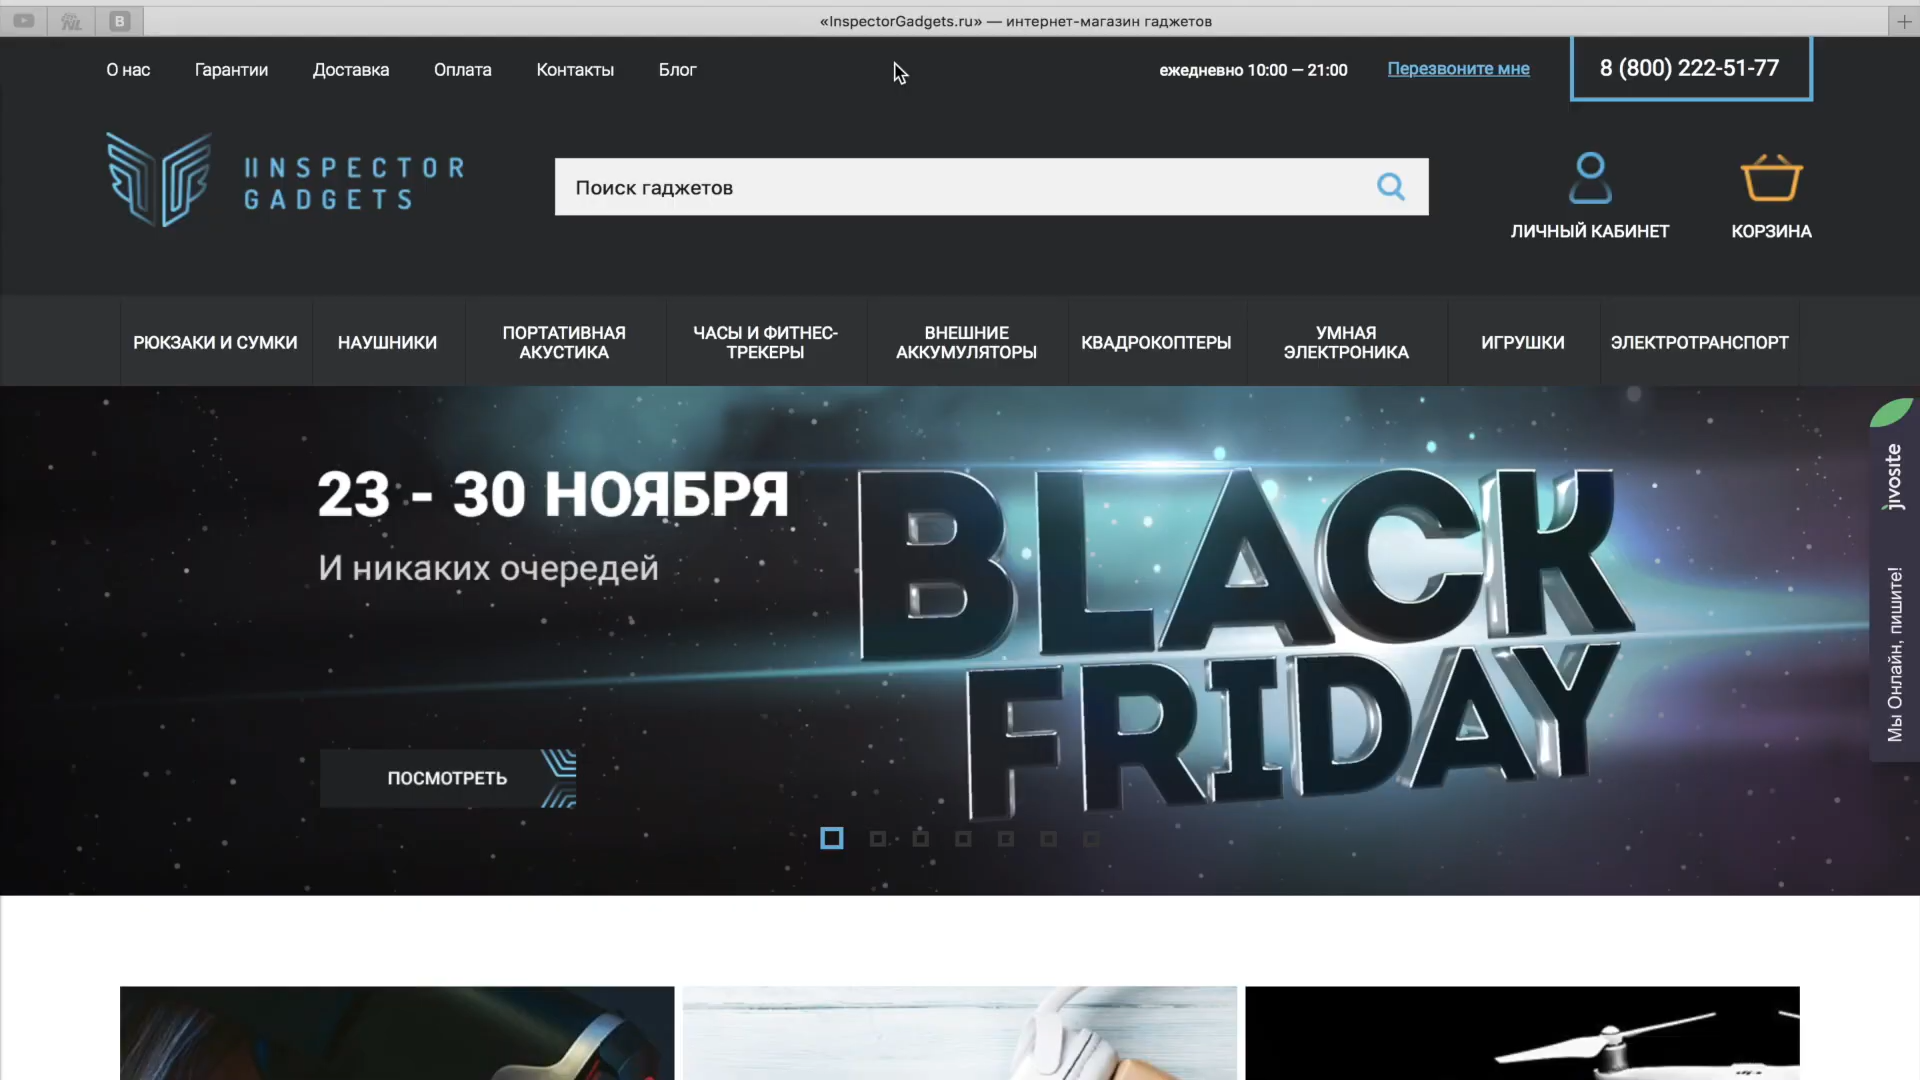 «InspectorGadgets.ru» — интернет-магазин гаджетов
О нас
Гарантии
Доставка
Оплата
Контакты
Блог
ежедневно 10:00 — 21:00
Перезвоните мне
8 (800) 222-51-77
IINSPECTOR
GADGETS
Поиск гаджетов
ЛИЧНЫЙ КАБИНЕТ
КОРЗИНА
РЮКЗАКИ И СУМКИ
НАУШНИКИ
ПОРТАТИВНАЯ
АКУСТИКА
ЧАСЫ И ФИТНЕС-
ТРЕКЕРЫ
ВНЕШНИЕ
АККУМУЛЯТОРЫ
КВАДРОКОПТЕРЫ
УМНАЯ
ЭЛЕКТРОНИКА
ИГРУШКИ
ЭЛЕКТРОТРАНСПОРТ
23 - 30 НОЯБРЯ
И никаких очередей
BLACK
FRIDAY
ПОСМОТРЕТЬ
jivosite
Мы Онлайн, пишите!